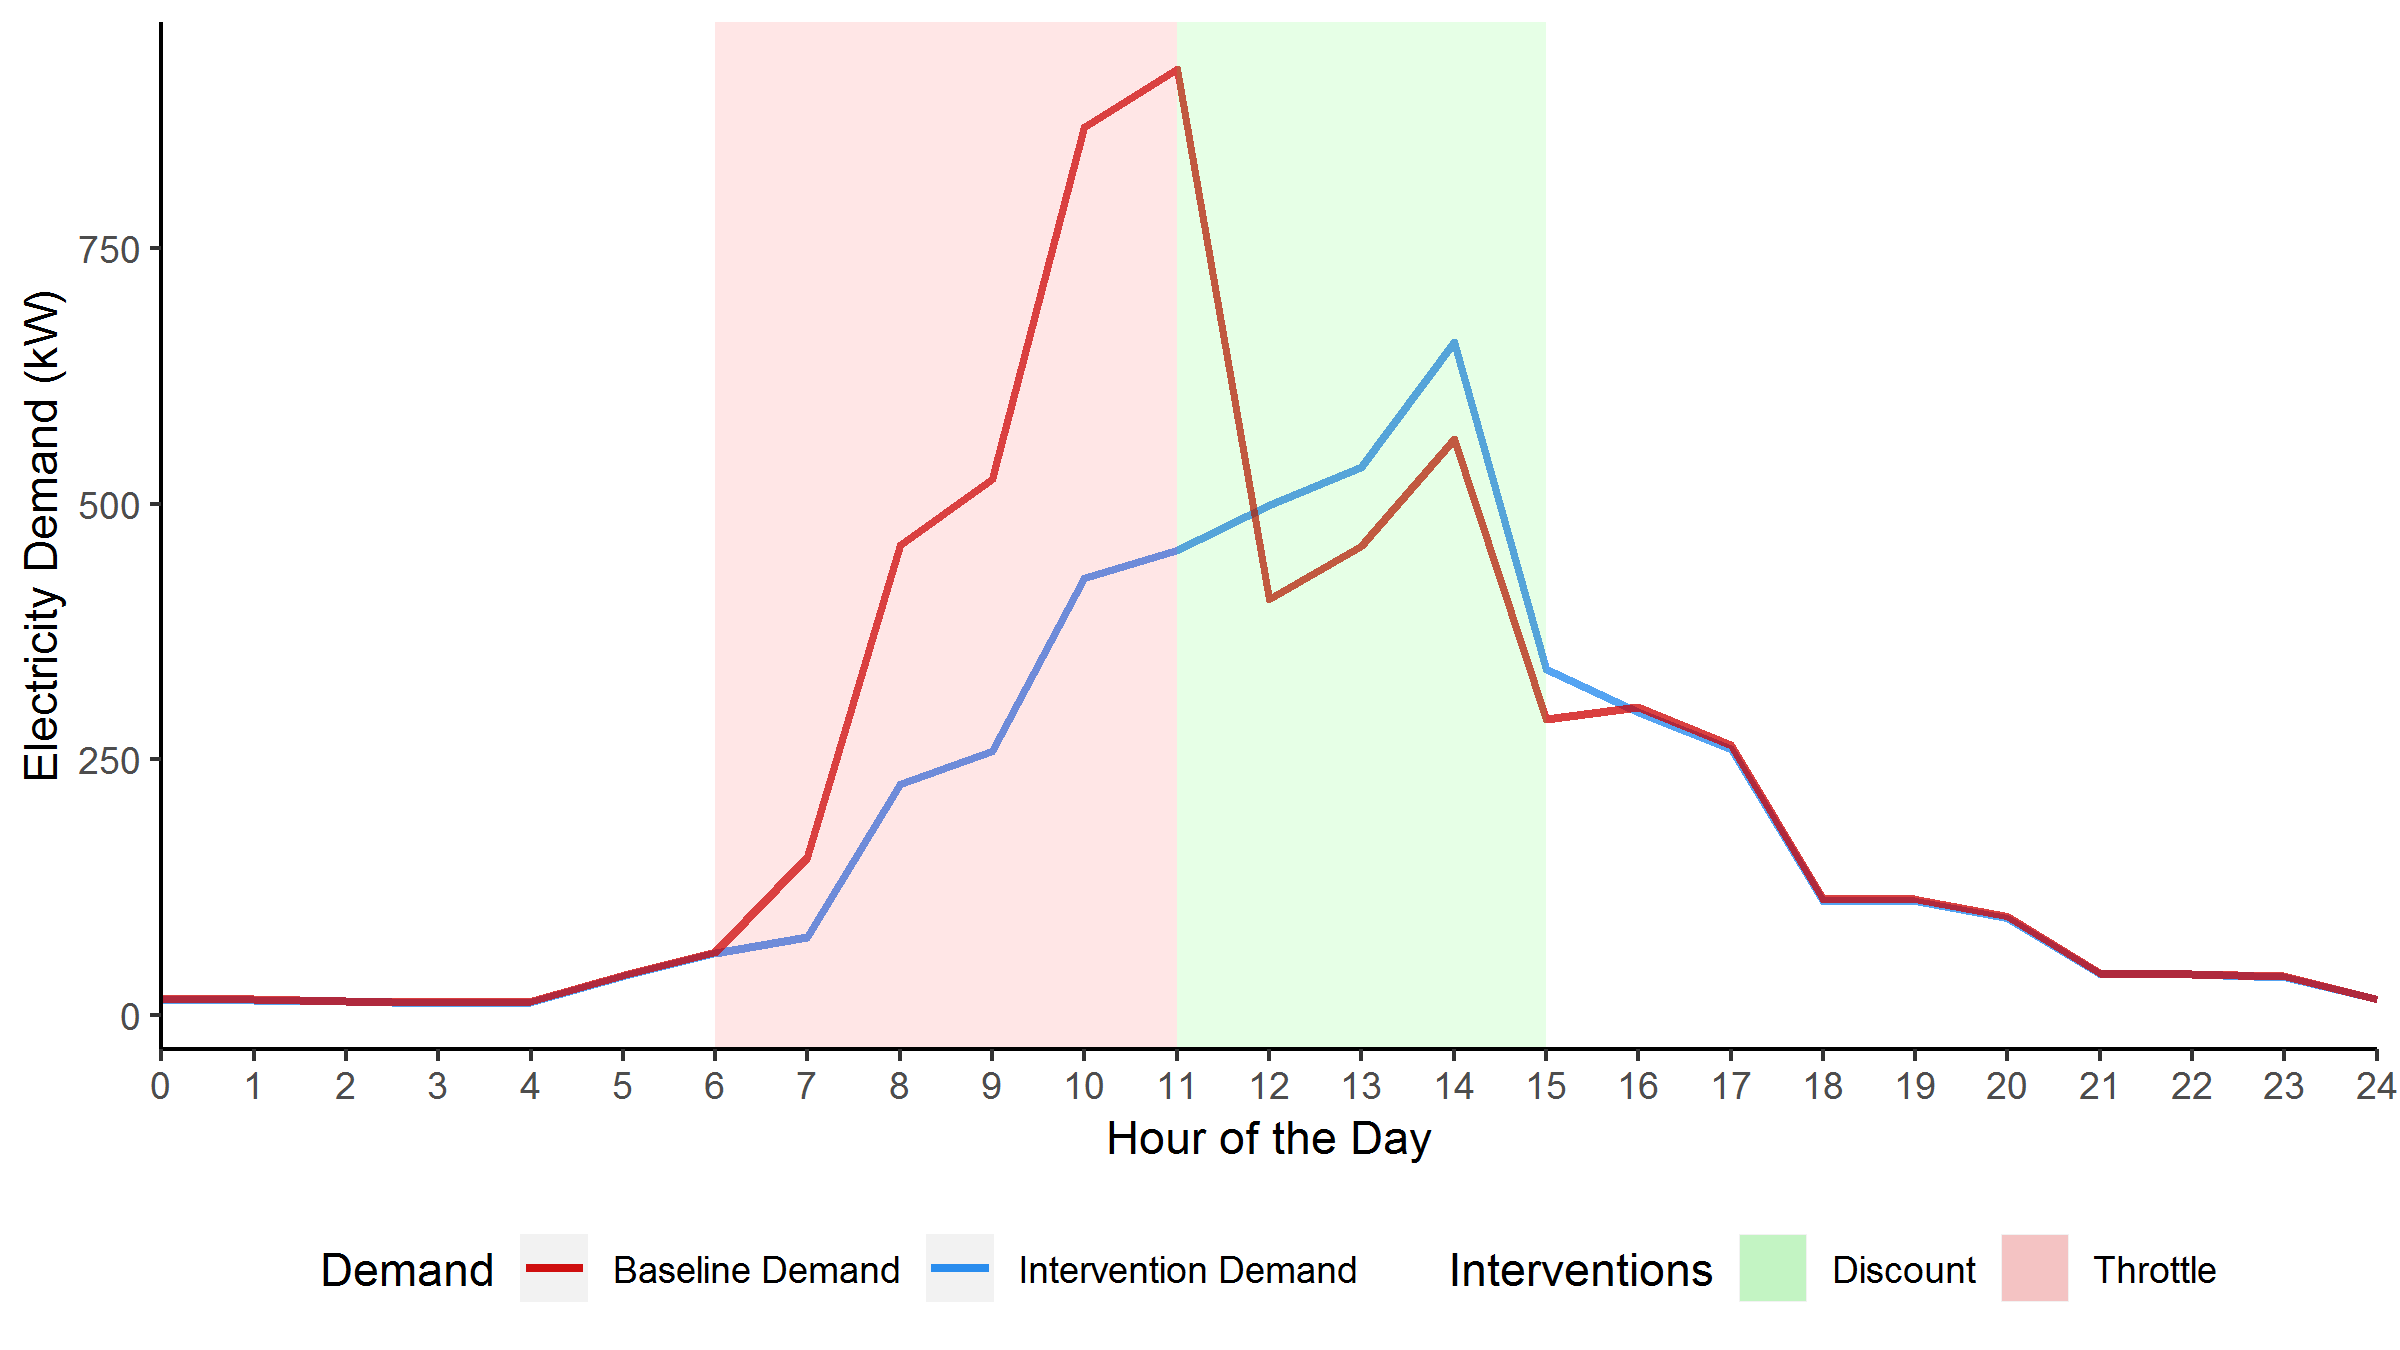 Electricity Demand (kW)
750
500
250
0
0 1 2 3 4 5 6 7 8 9 10 11 12 13 14 15 16 17 18 19 20 21 22 23 24
Hour of the Day
Demand Baseline Demand Intervention Demand Interventions Discount Throttle